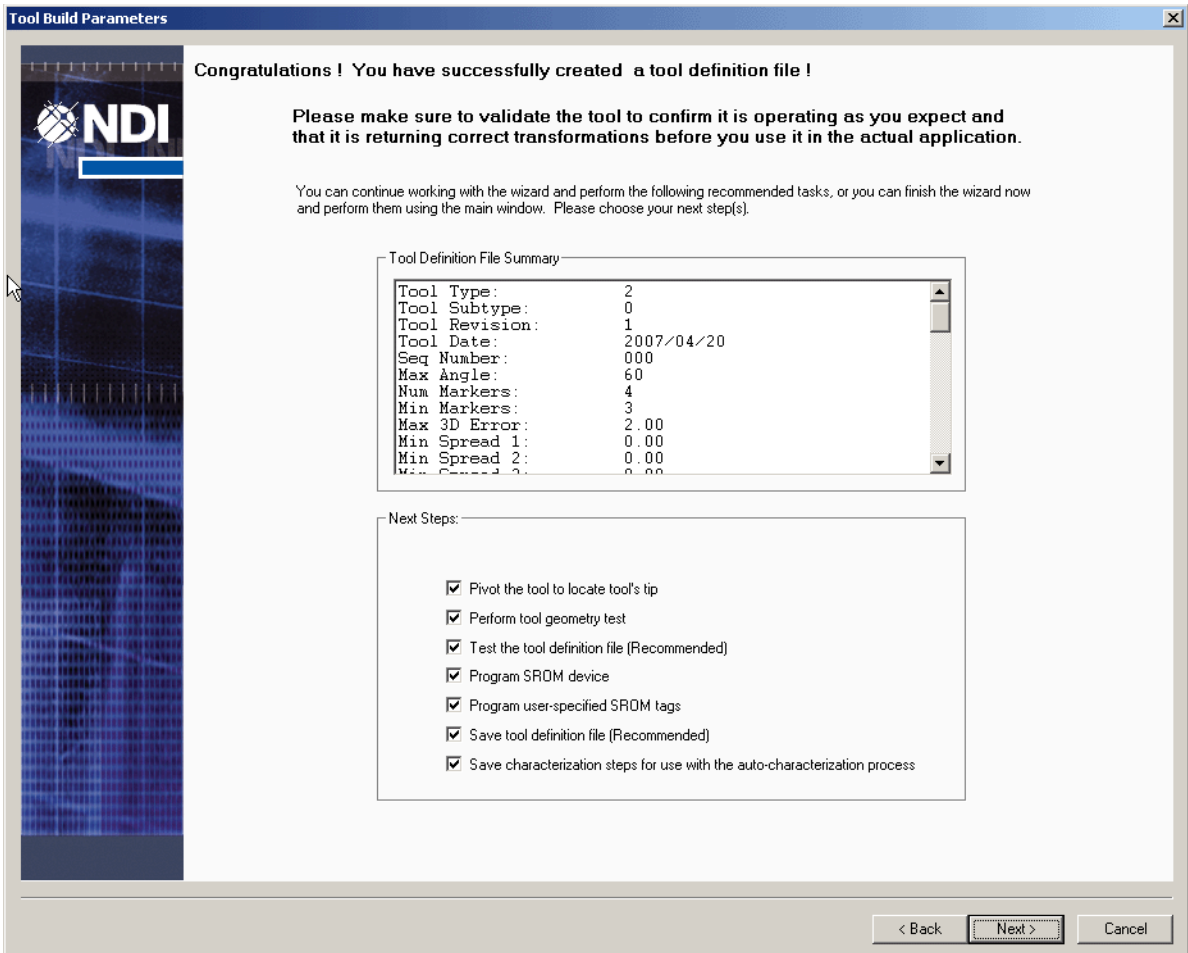 Tool Build Parameters
Congratulations ! You have successfully created a tool definition file !
NDI
Please make sure to validate the tool to confirm it is operating as you expect and
that it is returning correct transformations before you use it in the actual application.
You can continue working with the wizard and perform the following recommended tasks, or you can finish the wizard now
and perform them using the main window. Please choose your next step(s).
Tool Definition File Summary
Tool Type: 2
Tool Subtype: 0
Tool Revision: 1
Tool Date: 2007/04/20
Seq Number: 000
Max Angle: 60
Num Markers: 4
Min Markers: 3
Max 3D Error: 2.00
Min Spread 1: 0.00
Min Spread 2: 0.00
Next Steps:
Pivot the tool to locate tool's tip
Perform tool geometry test
Test the tool definition file (Recommended)
Program SROM device
Program user-specified SROM tags
Save tool definition file (Recommended)
Save characterization steps for use with the auto-characterization process
< Back Next > Cancel